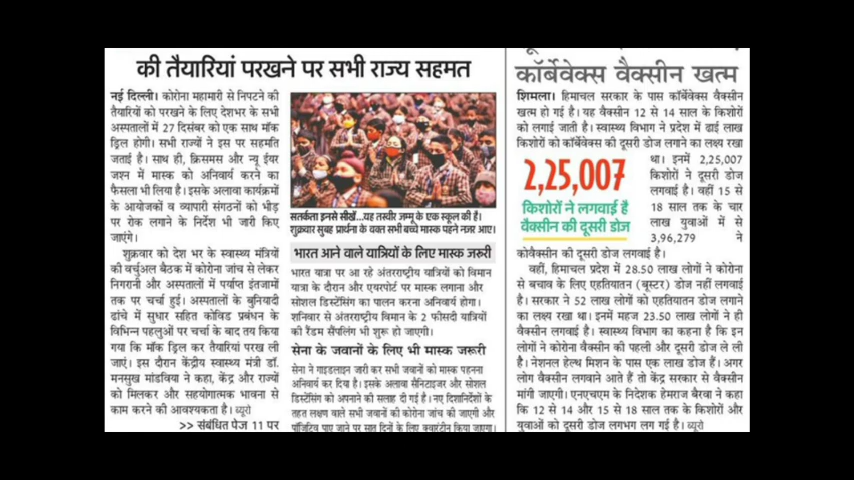 की तैयारियां परखने पर सभी राज्य सहमत
नई दिल्ली। कोरोना महामारी से निपटने की
तैयारियों को परखने के लिए देशभर के सभी
अस्पतालों में 27 दिसंबर को एक साथ मॉक
ड्रिल होगी। सभी राज्यों ने इस पर सहमति
जताई है। साथ ही, क्रिसमस और न्यू ईयर
जश्न में मास्क को अनिवार्य करने का
फैसला भी लिया है। इसके अलावा कार्यक्रमों
के आयोजकों व व्यापारी संगठनों को भीड़
पर रोक लगाने के निर्देश भी जारी किए
जाएंगे।
शुक्रवार को देश भर के स्वास्थ्य मंत्रियों
की वर्चुअल बैठक में कोरोना जांच से लेकर
निगरानी और अस्पतालों में पर्याप्त इंतजामों
तक पर चर्चा हुई। अस्पतालों के बुनियादी
ढांचे में सुधार सहित कोविड प्रबंधन के
विभिन्न पहलुओं पर चर्चा के बाद तय किया
गया कि मॉक ड्रिल कर तैयारियां परख ली
जाएं। इस दौरान केंद्रीय स्वास्थ्य मंत्री डॉ.
मनसुख मांडविया ने कहा, केंद्र और राज्यों
को मिलकर और सहयोगात्मक भावना से
काम करने की आवश्यकता है। ब्यूरो
>> संबंधित पेज 11 पर
सतर्कता इनसे सीखें...यह तस्वीर जम्मू के एक स्कूल की है।
शुक्रवार सुबह प्रार्थना के वक्त सभी बच्चे मास्क पहने नजर आए।
भारत आने वाले यात्रियों के लिए मास्क जरुरी
भारत यात्रा पर आ रहे अंतरराष्ट्रीय यात्रियों को विमान
यात्रा के दौरान और एयरपोर्ट पर मास्क लगाना और
सोशल डिस्टेंसिंग का पालन करना अनिवार्य होगा।
शनिवार से अंतरराष्ट्रीय विमान के 2 फीसदी यात्रियों
की रैंडम सैंपलिंग भी शुरू हो जाएगी।
सेना के जवानों के लिए भी मास्क जरूरी
सेना ने गाइडलाइन जारी कर सभी जवानों को मास्क पहनना
अनिवार्य कर दिया है। इसके अलावा सैनिटाइजर और सोशल
डिस्टेंसिंग को अपनाने की सलाह दी गई है। नए दिशानिर्देशों के
तहत लक्षण वाले सभी जवानों की कोरोना जांच की जाएगी और
पॉजिटिव पाए जाने पर सात दिनों के लिए क्वारंटीन किया जाएगा।
कॉर्बेवेक्स वैक्सीन खत्म
शिमला। हिमाचल सरकार के पास कॉर्बेवेक्स वैक्सीन
खत्म हो गई है। यह वैक्सीन 12 से 14 साल के किशोरों
को लगाई जाती है। स्वास्थ्य विभाग ने प्रदेश में ढाई लाख
किशोरों को कॉर्बेवेक्स की दूसरी डोज लगाने का लक्ष्य रखा
था। इनमें 2,25,007
किशोरों ने दूसरी डोज
लगवाई है। वहीं 15 से
18 साल तक के चार
लाख युवाओं में से
3,96,279 ने
2,25,007
किशोरों ने लगवाई है
वैक्सीन की दूसरी डोज
कोवैक्सीन की दूसरी डोज लगवाई है।
वहीं, हिमाचल प्रदेश में 28.50 लाख लोगों ने कोरोना
से बचाव के लिए एहतियातन (बूस्टर) डोज नहीं लगवाई
है। सरकार ने 52 लाख लोगों को एहतियातन डोज लगाने
का लक्ष्य रखा था। इनमें महज 23.50 लाख लोगों ने ही
वैक्सीन लगवाई है। स्वास्थ्य विभाग का कहना है कि इन
लोगों ने कोरोना वैक्सीन की पहली और दूसरी डोज ले ली
है। नेशनल हेल्थ मिशन के पास एक लाख डोज हैं। अगर
लोग वैक्सीन लगवाने आते हैं तो केंद्र सरकार से वैक्सीन
मांगी जाएगी। एनएचएम के निदेशक हेमराज बैरवा ने कहा
कि 12 से 14 और 15 से 18 साल तक के किशोरों और
युवाओं को दूसरी डोज लगभग लग गई है। ब्यूरो